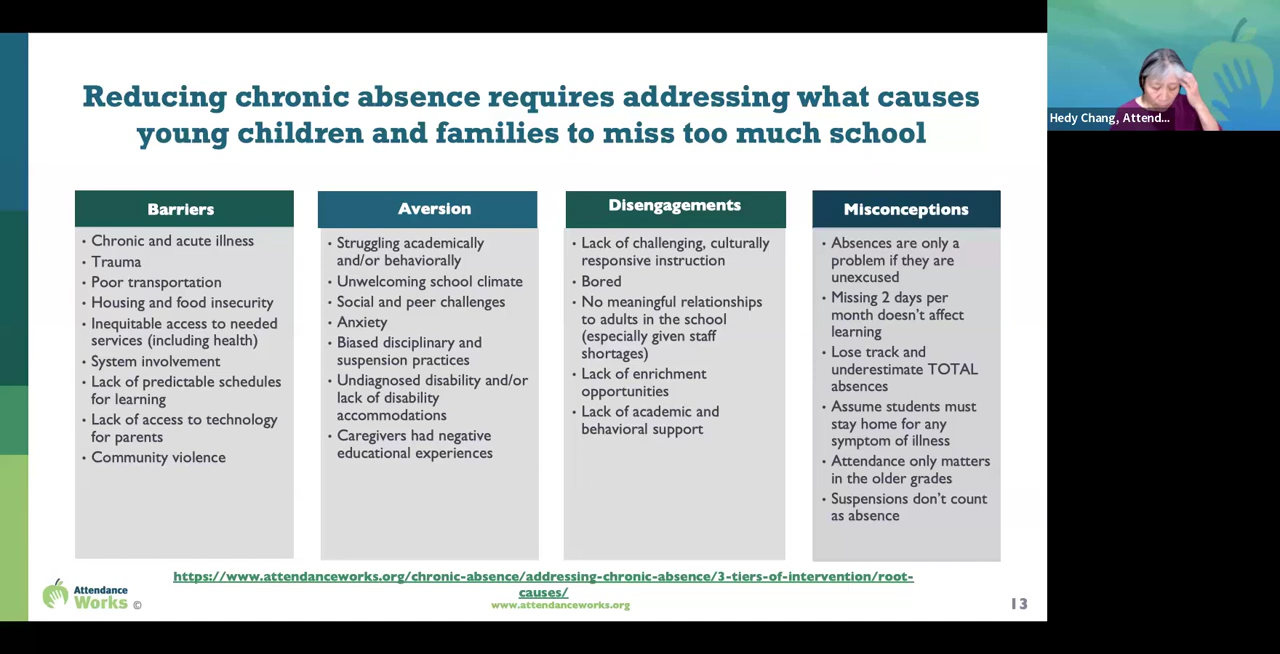 Reducing chronic absence requires addressing what causes
young children and families to miss too much school
Hedy Chang, Attend...
Barriers
• Chronic and acute illness
• Trauma
• Poor transportation
• Housing and food insecurity
• Inequitable access to needed
services (including health)
• System involvement
• Lack of predictable schedules
for learning
• Lack of access to technology
for parents
• Community violence
Aversion
• Struggling academically
and/or behaviorally
• Unwelcoming school climate
• Social and peer challenges
• Anxiety
• Biased disciplinary and
suspension practices
• Undiagnosed disability and/or
lack of disability
accommodations
• Caregivers had negative
educational experiences
Disengagements
• Lack of challenging, culturally
responsive instruction
• Bored
• No meaningful relationships
to adults in the school
(especially given staff
shortages)
• Lack of enrichment
opportunities
• Lack of academic and
behavioral support
Misconceptions
• Absences are only a
problem if they are
unexcused
• Missing 2 days per
month doesn't affect
learning
• Lose track and
underestimate TOTAL
absences
• Assume students must
stay home for any
symptom of illness
• Attendance only matters
in the older grades
• Suspensions don't count
as absence
https://www.attendanceworks.org/chronic-absence/addressing-chronic-absence/3-tiers-of-intervention/root-
causes/
Attendance
Works ©
www.attendanceworks.org
13